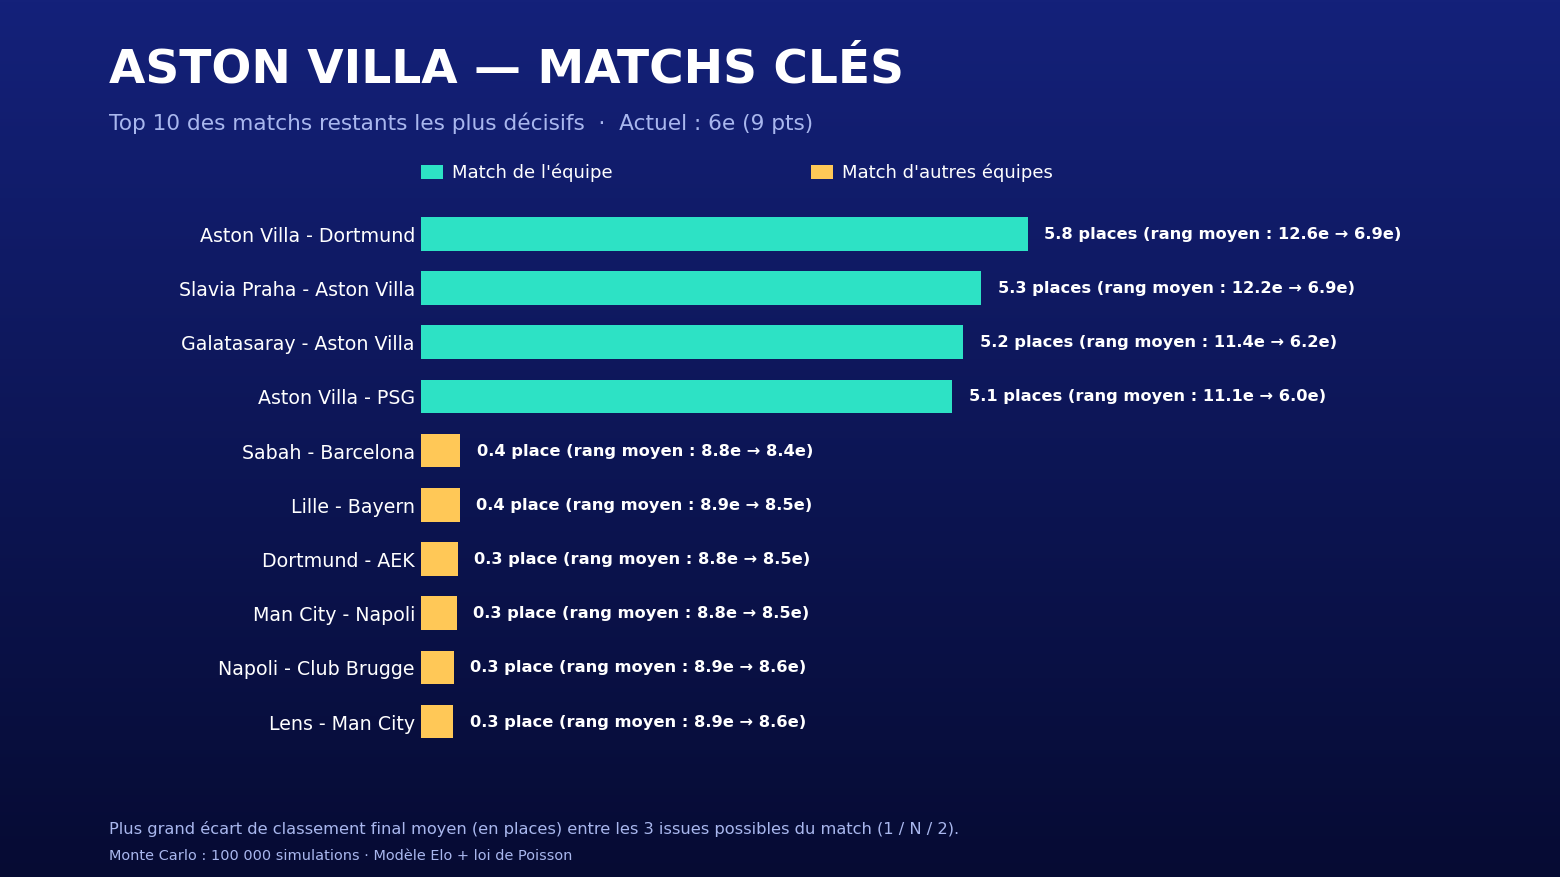 ASTON VILLA — MATCHS CLÉS
Top 10 des matchs restants les plus décisifs · Actuel : 6e (9 pts)
Match de l'équipe
Match d'autres équipes
Aston Villa - Dortmund 5.8 places (rang moyen : 12.6e → 6.9e)
Slavia Praha - Aston Villa 5.3 places (rang moyen : 12.2e → 6.9e)
Galatasaray - Aston Villa 5.2 places (rang moyen : 11.4e → 6.2e)
Aston Villa - PSG 5.1 places (rang moyen : 11.1e → 6.0e)
Sabah - Barcelona 0.4 place (rang moyen : 8.8e → 8.4e)
Lille - Bayern 0.4 place (rang moyen : 8.9e → 8.5e)
Dortmund - AEK 0.3 place (rang moyen : 8.8e → 8.5e)
Man City - Napoli 0.3 place (rang moyen : 8.8e → 8.5e)
Napoli - Club Brugge 0.3 place (rang moyen : 8.9e → 8.6e)
Lens - Man City 0.3 place (rang moyen : 8.9e → 8.6e)
Plus grand écart de classement final moyen (en places) entre les 3 issues possibles du match (1 / N / 2).
Monte Carlo : 100 000 simulations · Modèle Elo + loi de Poisson